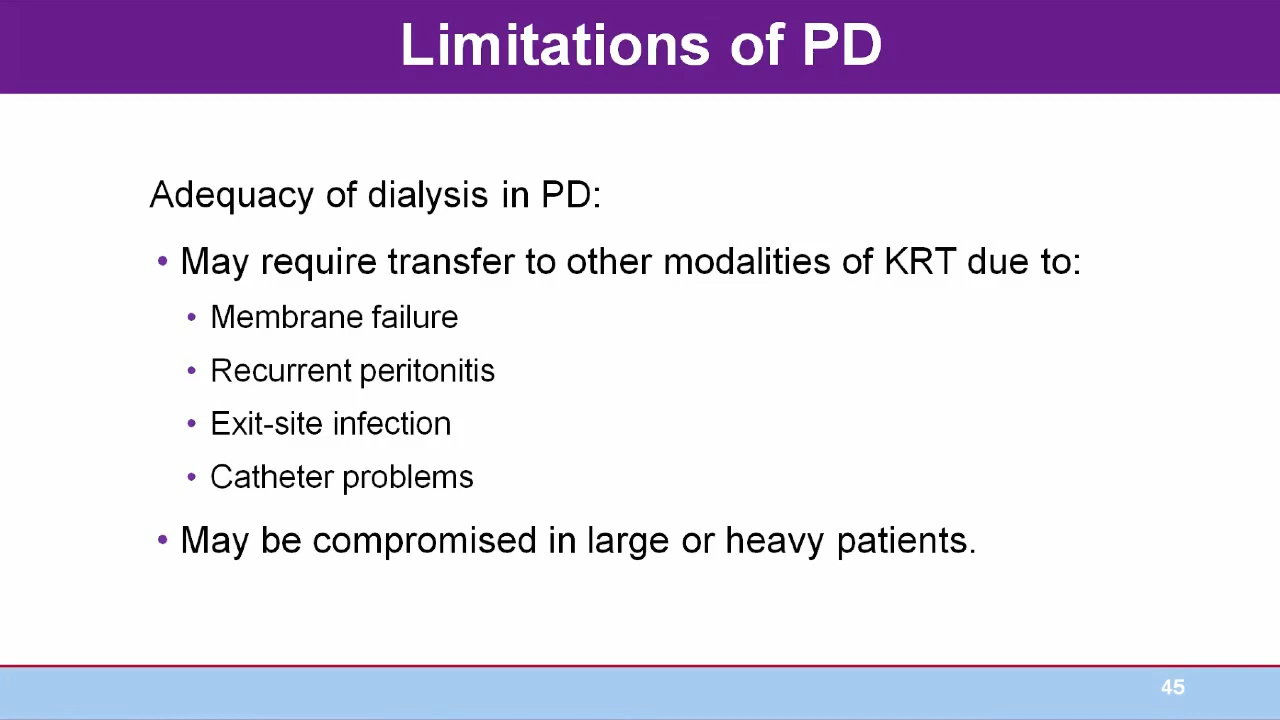 Limitations of PD
Adequacy of dialysis in PD:
• May require transfer to other modalities of KRT due to:
• Membrane failure
• Recurrent peritonitis
• Exit-site infection
• Catheter problems
• May be compromised in large or heavy patients.
45